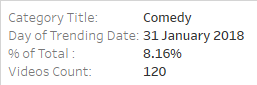 Category Title: Comedy
Day of Trending Date: 31 January 2018
% of Total : 8.16%
Videos Count: 120